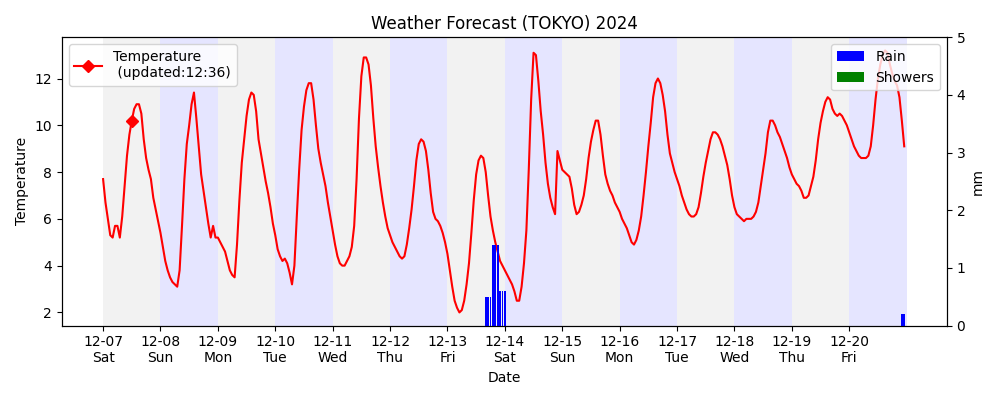 Weather Forecast (TOKYO) 2024
Temperature
(updated:12:36)
Rain
Showers
Temperature
12
10
8
6
4
2
5
4
3
2
1
0
mm
12-07 12-08 12-09 12-10 12-11 12-12 12-13 12-14 12-15 12-16 12-17 12-18 12-19 12-20
Sat Sun Mon Tue Wed Thu Fri Sat Sun Mon Tue Wed Thu Fri
Date